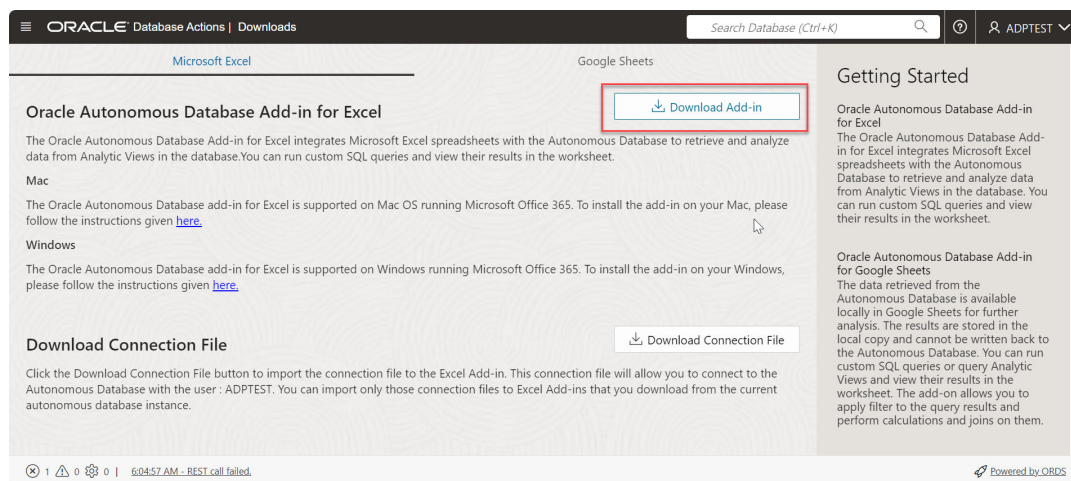 ORACLE Database Actions | Downloads
Search Database (Ctrl+K)
ADPTEST
Microsoft Excel
Google Sheets
Oracle Autonomous Database Add-in for Excel
Download Add-in
The Oracle Autonomous Database Add-in for Excel integrates Microsoft Excel spreadsheets with the Autonomous Database to retrieve and analyze
data from Analytic Views in the database.You can run custom SQL queries and view their results in the worksheet.
Mac
The Oracle Autonomous Database add-in for Excel is supported on Mac OS running Microsoft Office 365. To install the add-in on your Mac, please
follow the instructions given here.
Windows
The Oracle Autonomous Database add-in for Excel is supported on Windows running Microsoft Office 365. To install the add-in on your Windows,
please follow the instructions given here.
Download Connection File
Download Connection File
Click the Download Connection File button to import the connection file to the Excel Add-in. This connection file will allow you to connect to the
Autonomous Database with the user : ADPTEST. You can import only those connection files to Excel Add-ins that you download from the current
autonomous database instance.
Getting Started
Oracle Autonomous Database Add-in
for Excel
The Oracle Autonomous Database Add-
in for Excel integrates Microsoft Excel
spreadsheets with the Autonomous
Database to retrieve and analyze data
from Analytic Views in the database. You
can run custom SQL queries and view
their results in the worksheet.
Oracle Autonomous Database Add-in
for Google Sheets
The data retrieved from the
Autonomous Database is available
locally in Google Sheets for further
analysis. The results are stored in the
local copy and cannot be written back to
the Autonomous Database. You can run
custom SQL queries or query Analytic
Views and view their results in the
worksheet. The add-on allows you to
apply filter to the query results and
perform calculations and joins on them.
1 0 0 | 6:04:57 AM - REST call failed.
Powered by ORDS